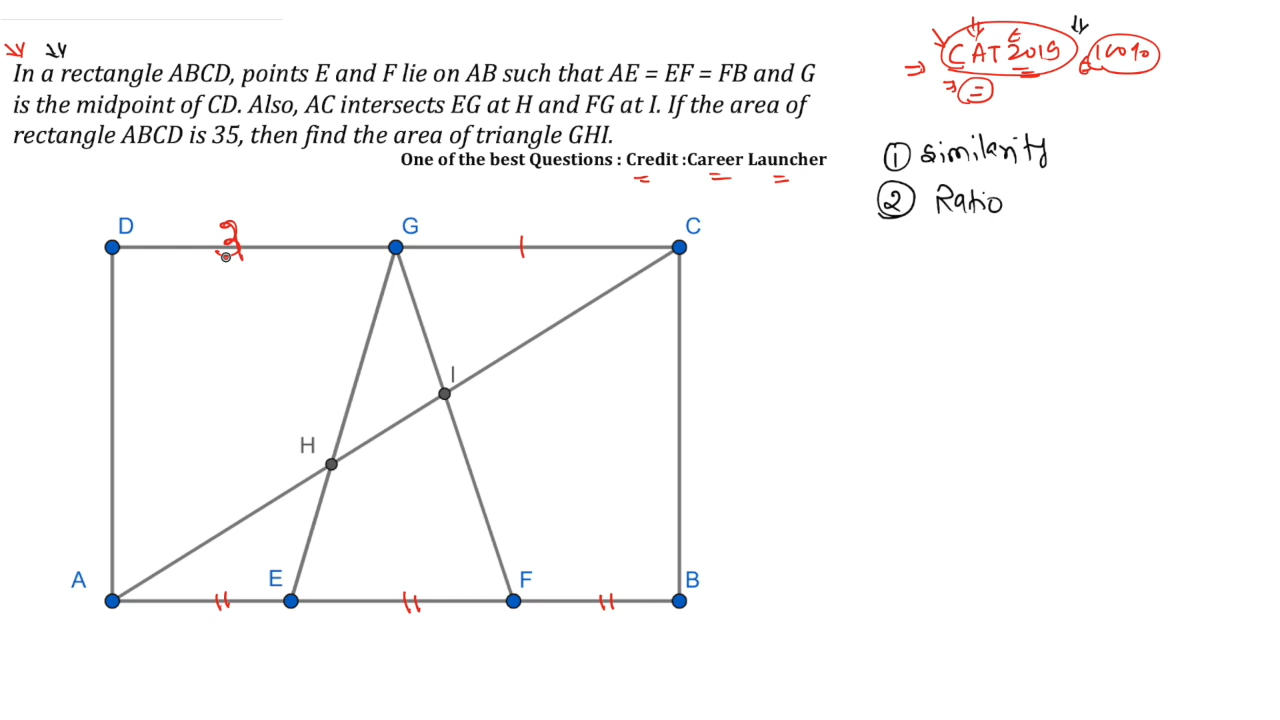 In a rectangle ABCD, points E and F lie on AB such that AE = EF = FB and G
is the midpoint of CD. Also, AC intersects EG at H and FG at I. If the area of
rectangle ABCD is 35, then find the area of triangle GHI.
One of the best Questions : Credit :Career Launcher
CAT 2019
100%
① Similarity
② Ratio
D
G
C
3
I
H
A
E
F
B